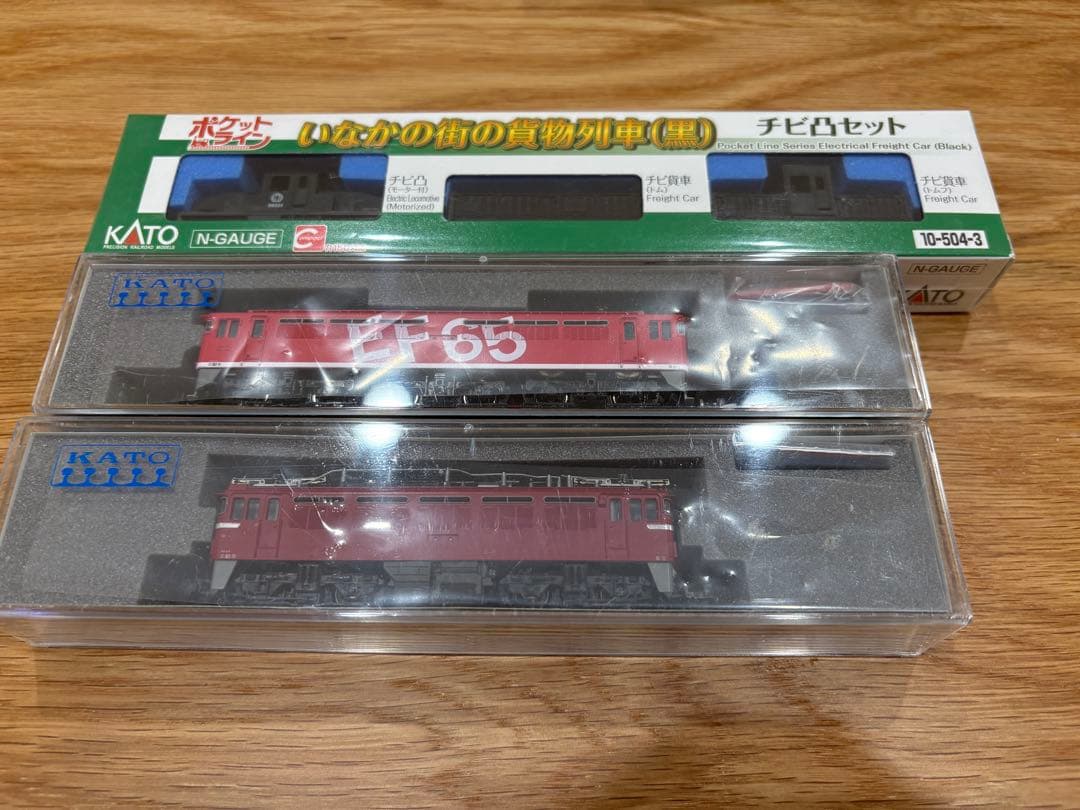 ポケット
ライン
いなかの街の貨物列車(黒)
チビ凸セット
Pocket Line Series Electrical Freight Car (Black)
チビ凸
(モーター付)
Electric Locomotive
(Motorized)
チビ貨車
(トム)
Freight Car
チビ貨車
(トムフ)
Freight Car
KATO
PRECISION RAILROAD MODELS
N-GAUGE
10-504-3
N-GAUGE
KATO
KATO
EF65
KATO